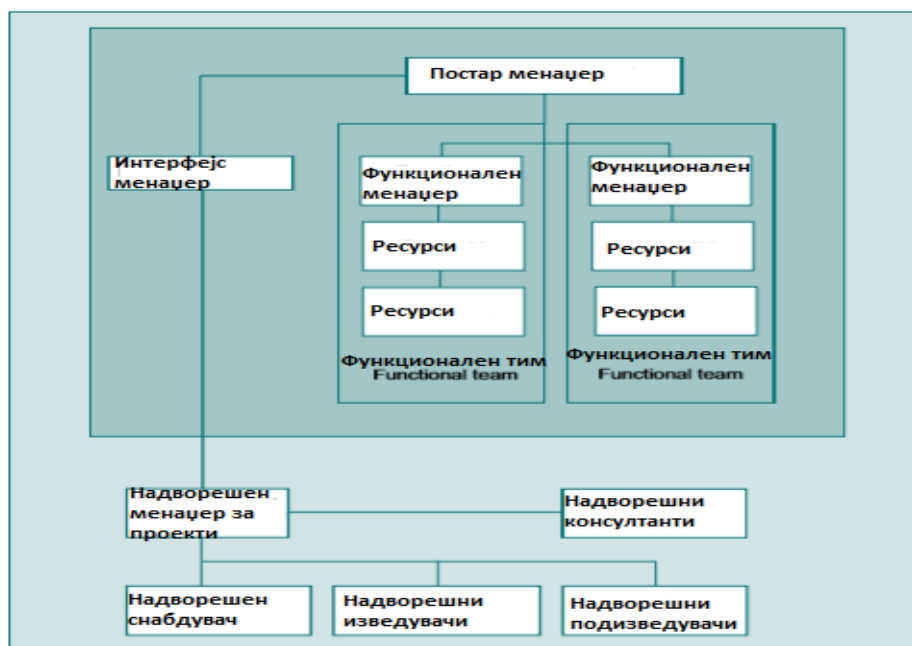 Постар менаџер
Интерфејс
менаџер
Функционален
менаџер
Ресурси
Ресурси
Функционален тим
Functional team
Функционален
менаџер
Ресурси
Ресурси
Функционален тим
Functional team
Надворешен
менаџер за
проекти
Надворешни
консултанти
Надворешен
снабдувач
Надворешни
изведувачи
Надворешни
подизведувачи